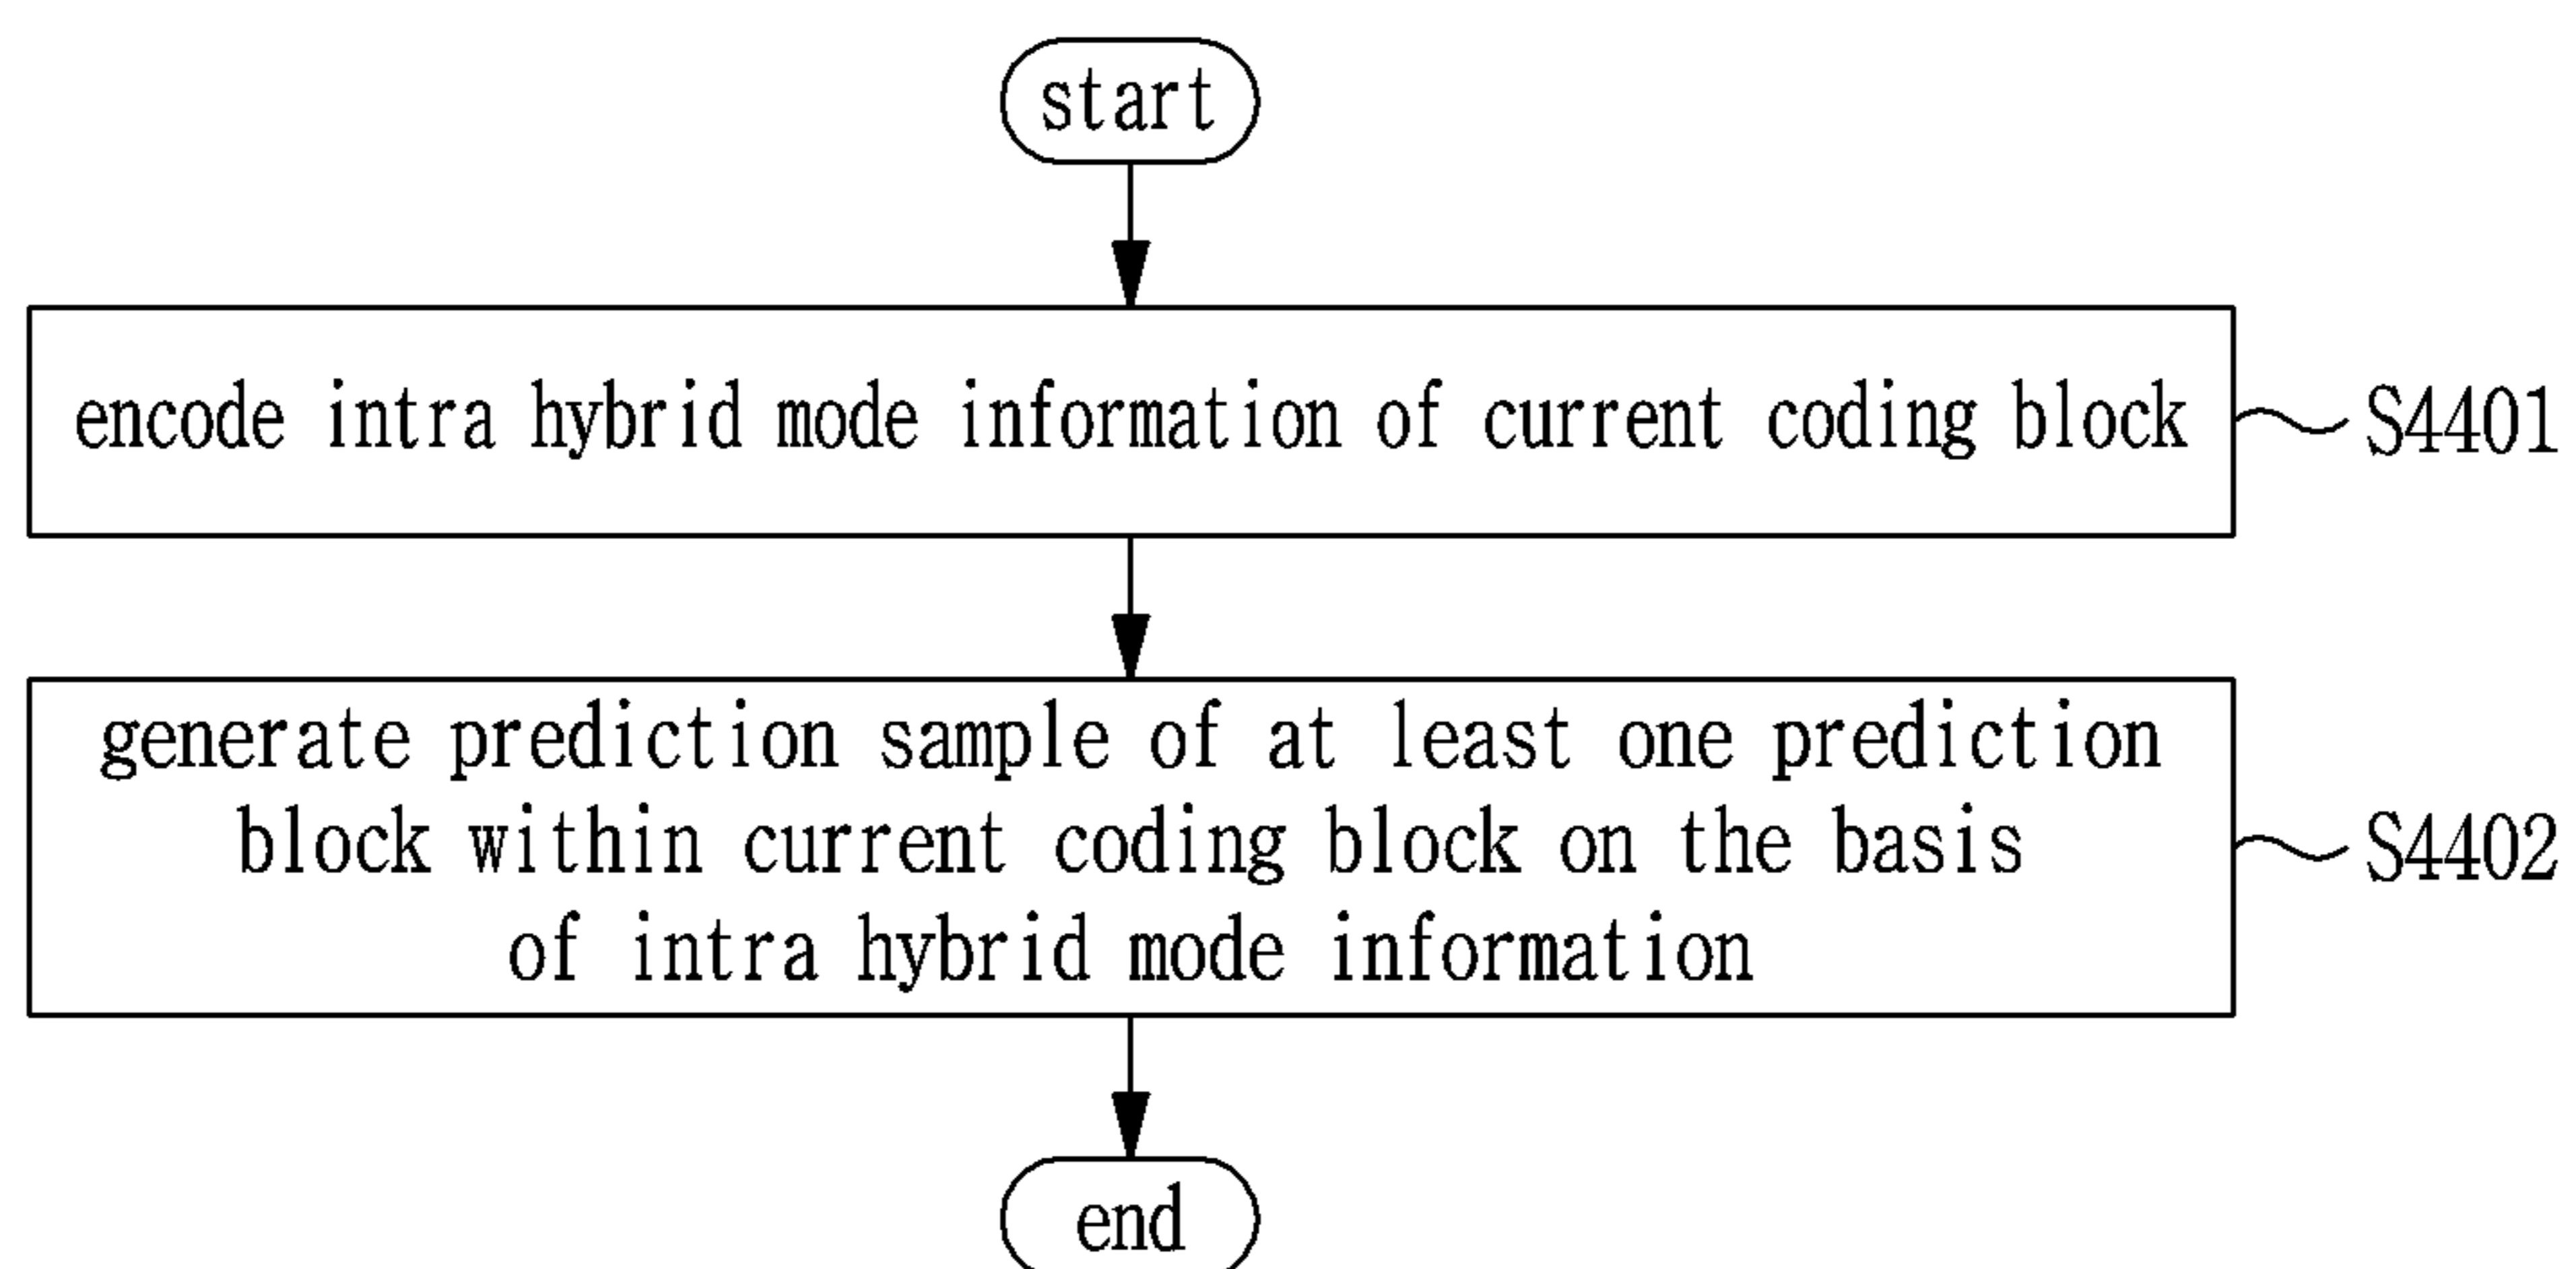 start
encode intra hybrid mode information of current coding block
S4401
generate prediction sample of at least one prediction
block within current coding block on the basis
of intra hybrid mode information
S4402
end